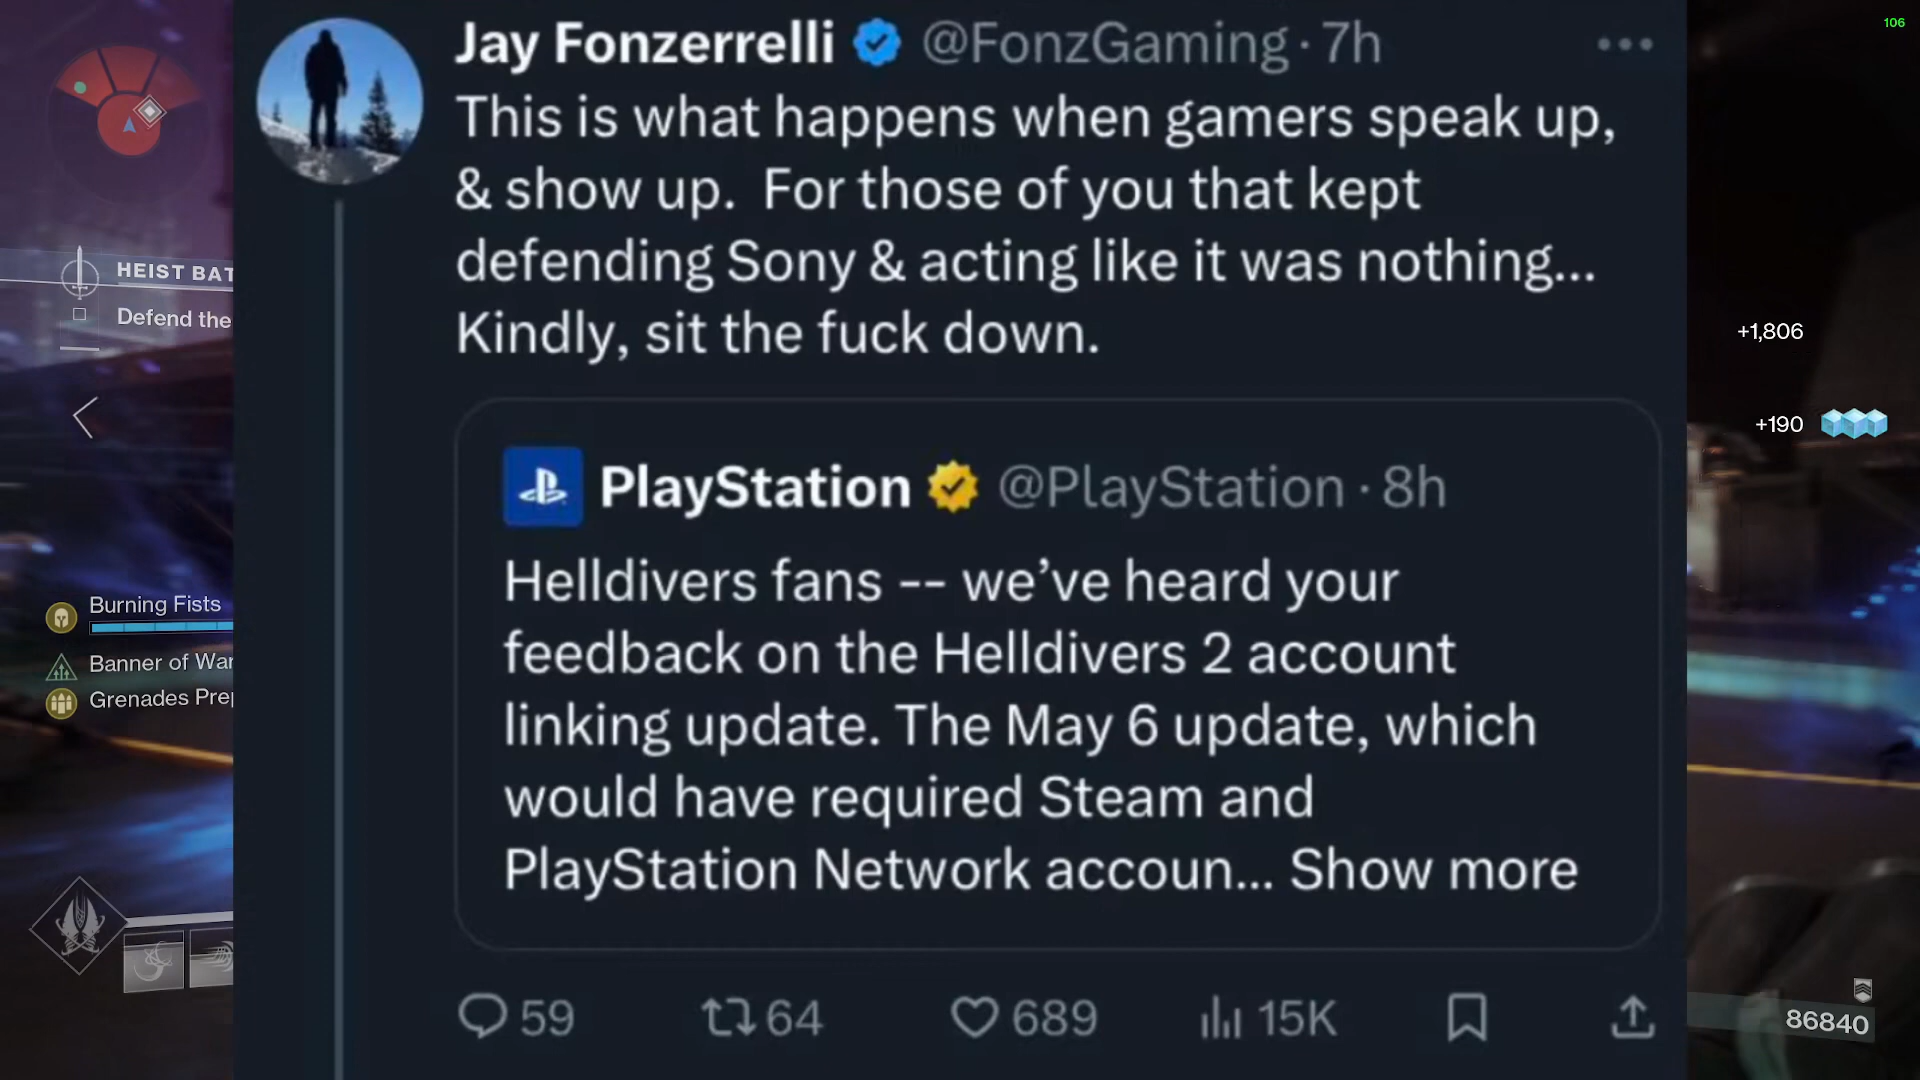 106
Jay Fonzerrelli @FonzGaming · 7h
This is what happens when gamers speak up,
& show up. For those of you that kept
defending Sony & acting like it was nothing...
Kindly, sit the fuck down.
PlayStation @PlayStation · 8h
Helldivers fans -- we’ve heard your
feedback on the Helldivers 2 account
linking update. The May 6 update, which
would have required Steam and
PlayStation Network accoun... Show more
59 64 689 15K
HEIST BAT
Defend the
Burning Fists
Banner of War
Grenades Prep
+1,806
+190
86840